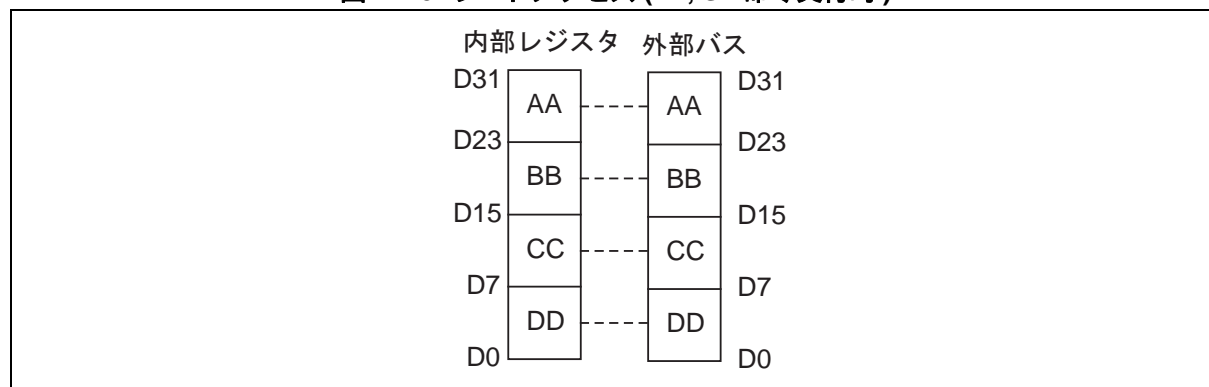 内部レジスタ 外部バス
D31 D31
AA AA
D23 D23
BB BB
D15 D15
CC CC
D7 D7
DD DD
D0 D0